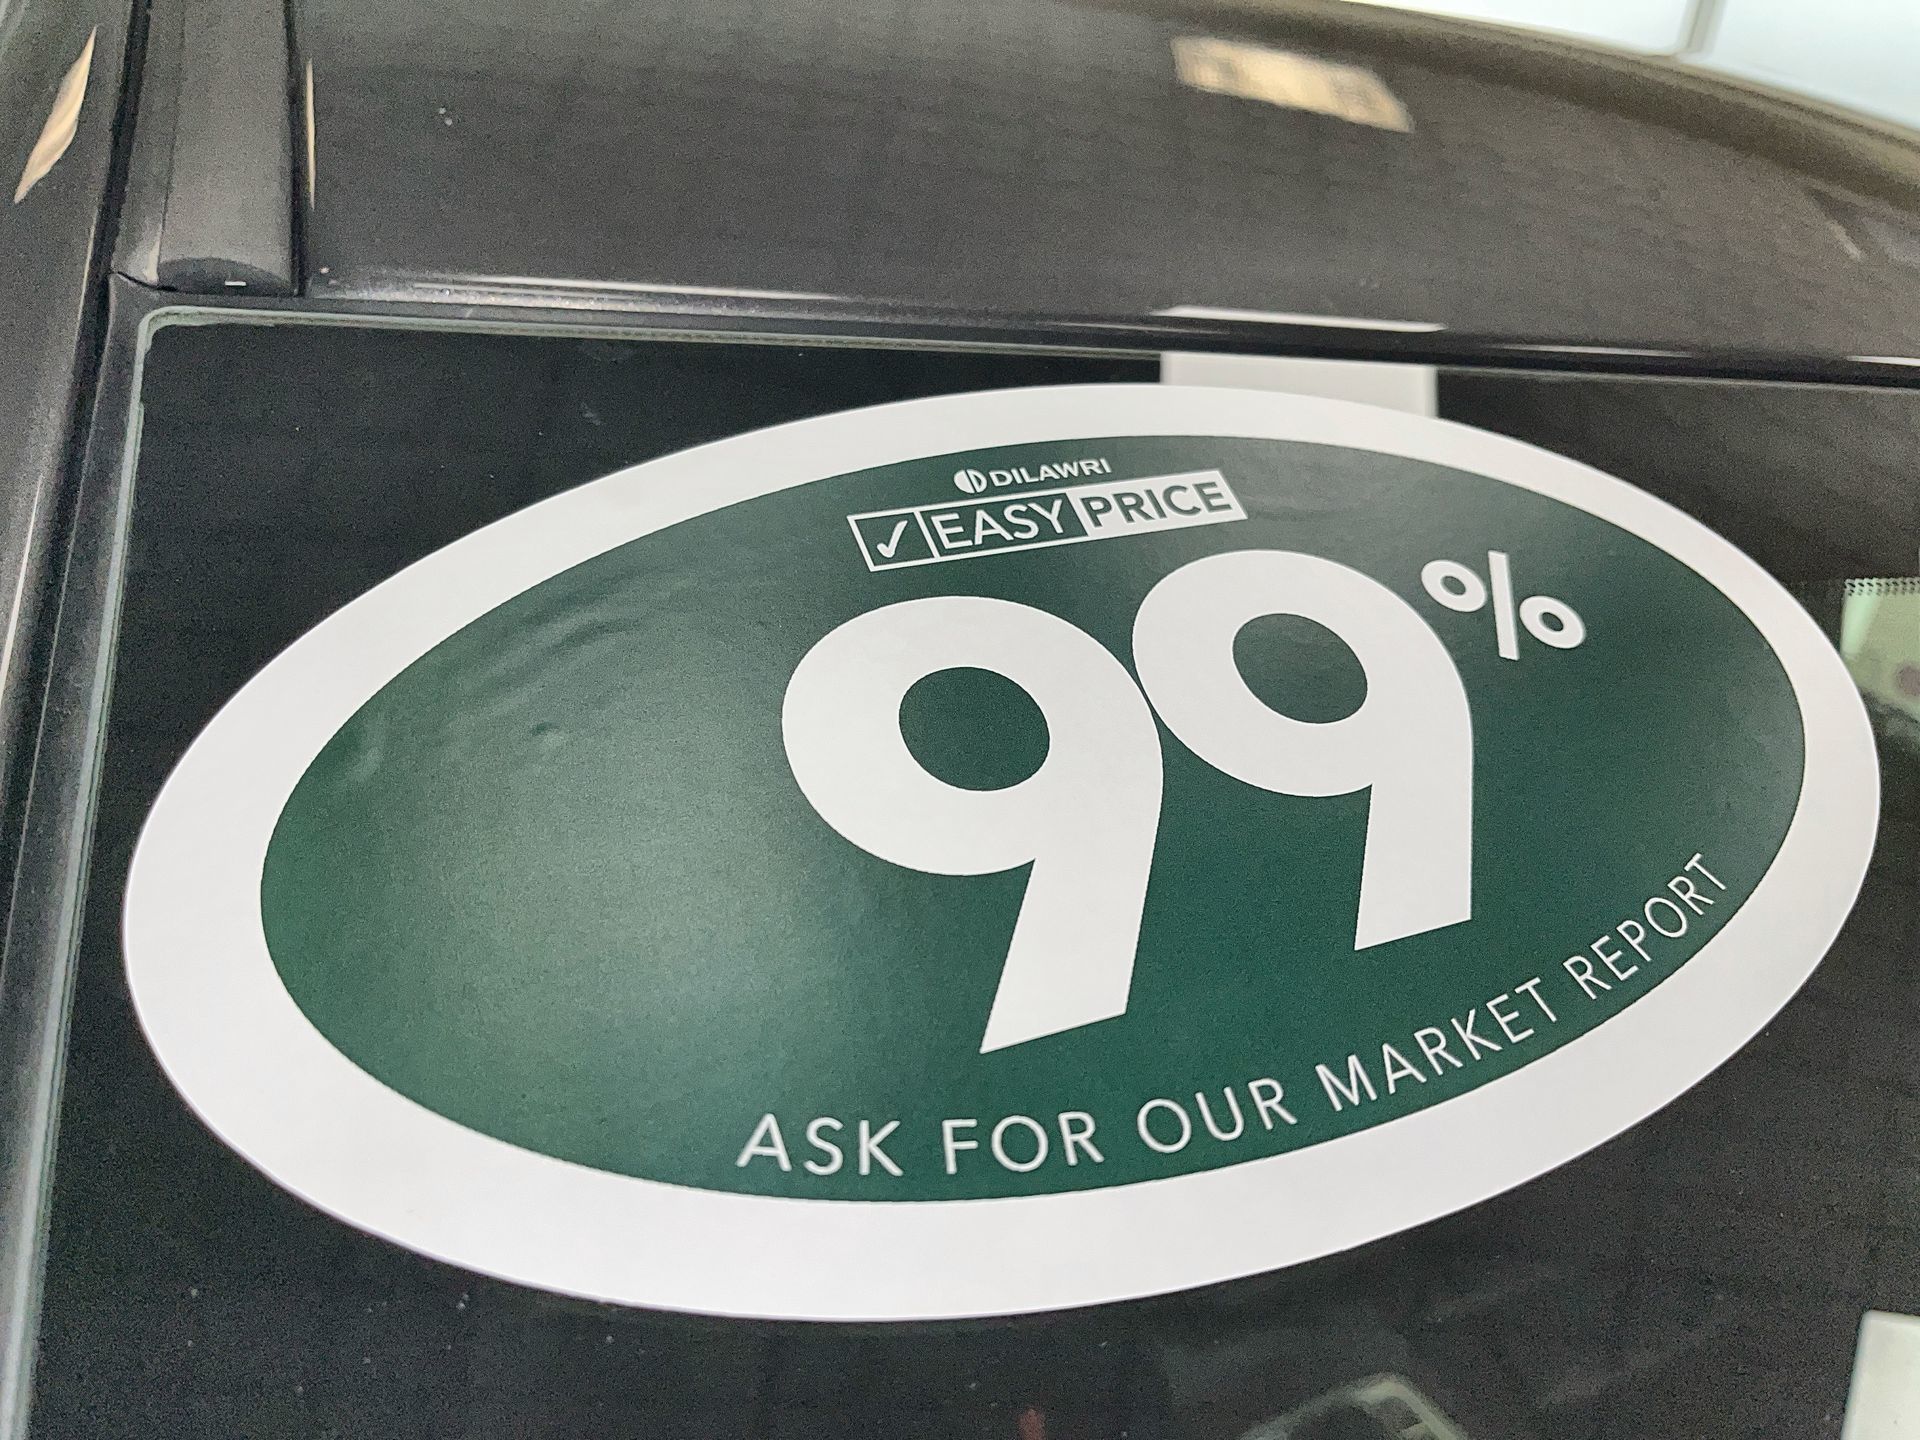 DILAWRI
✓ EASY PRICE
99%
ASK FOR OUR MARKET REPORT